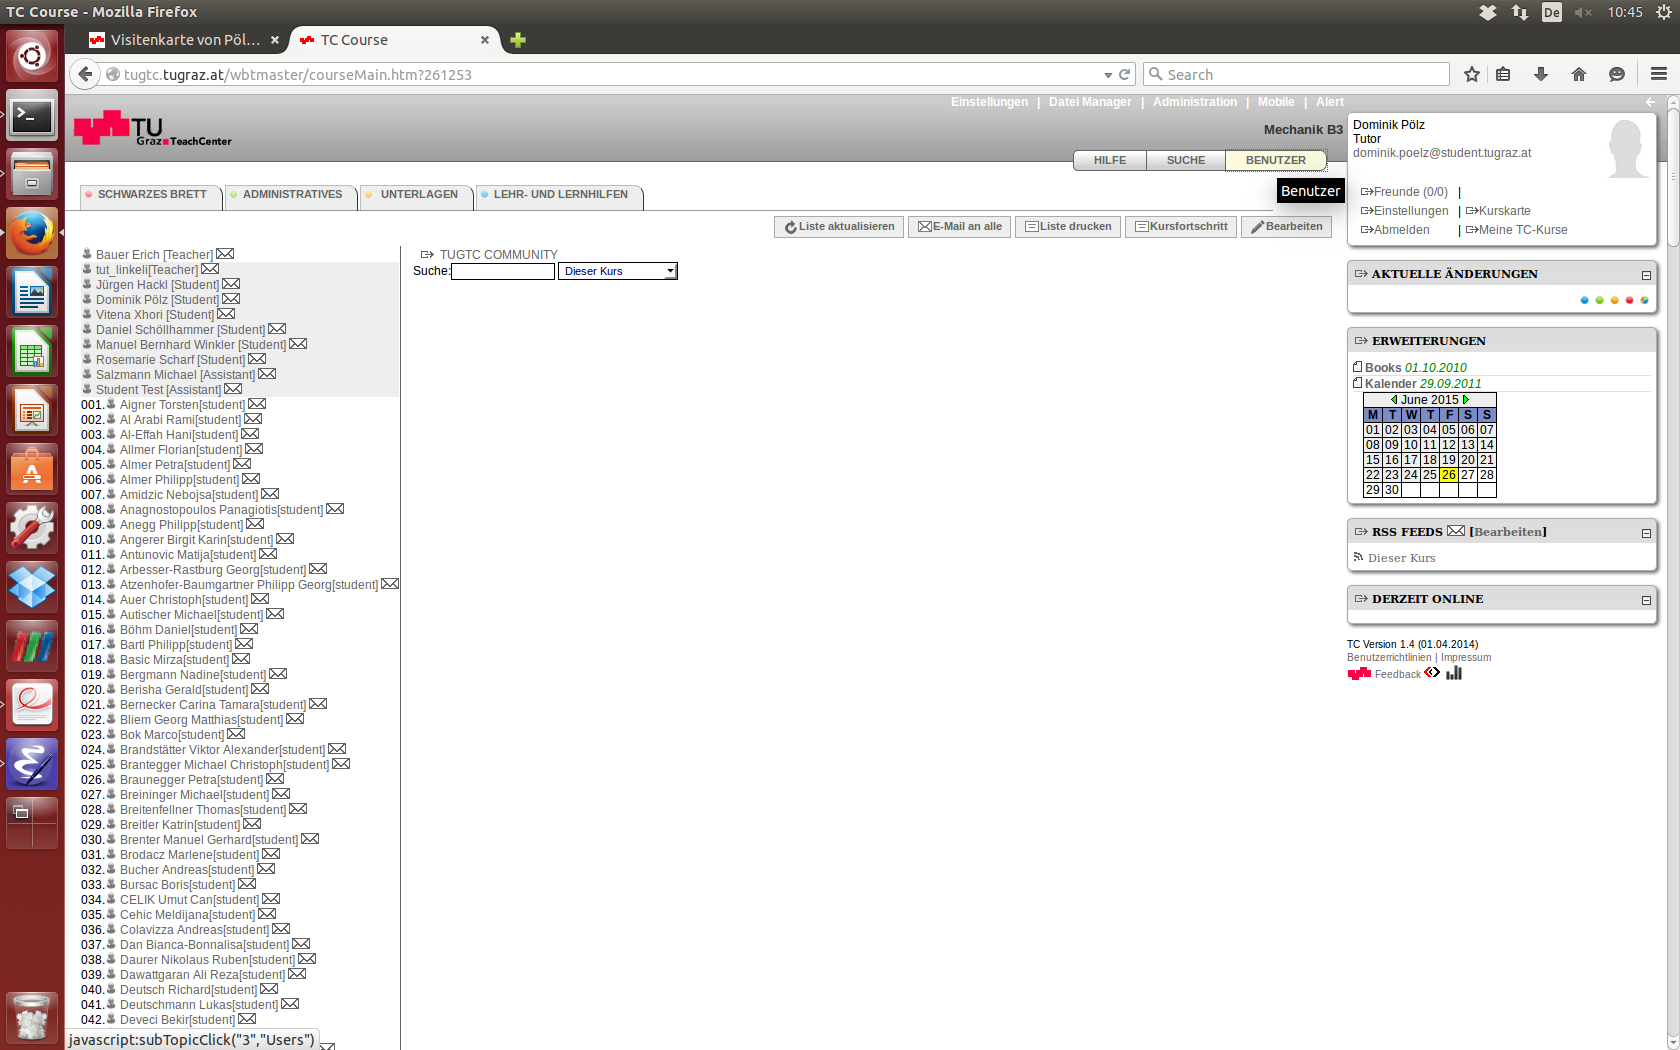 TC Course - Mozilla Firefox
De
10:45
Visitenkarte von Pöl...
TC Course
tugtc.tugraz.at/wbtmaster/courseMain.htm?261253
Search
Einstellungen | Datei Manager | Administration | Mobile | Alert
TU
Graz TeachCenter
Mechanik B3
HILFE
SUCHE
BENUTZER
Benutzer
Dominik Pölz
Tutor
dominik.poelz@student.tugraz.at
Freunde (0/0) |
Einstellungen | Kurskarte
Abmelden | Meine TC-Kurse
SCHWARZES BRETT
ADMINISTRATIVES
UNTERLAGEN
LEHR- UND LERNHILFEN
Liste aktualisieren
E-Mail an alle
Liste drucken
Kursfortschritt
Bearbeiten
Bauer Erich [Teacher]
tut_linkeli[Teacher]
Jürgen Hackl [Student]
Dominik Pölz [Student]
Vitena Xhori [Student]
Daniel Schöllhammer [Student]
Manuel Bernhard Winkler [Student]
Rosemarie Scharf [Student]
Salzmann Michael [Assistant]
Student Test [Assistant]
001. Aigner Torsten[student]
002. Al Arabi Rami[student]
003. Al-Effah Hani[student]
004. Allmer Florian[student]
005. Almer Petra[student]
006. Almer Philipp[student]
007. Amidzic Nebojsa[student]
008. Anagnostopoulos Panagiotis[student]
009. Anegg Philipp[student]
010. Angerer Birgit Karin[student]
011. Antunovic Matija[student]
012. Arbesser-Rastburg Georg[student]
013. Atzenhofer-Baumgartner Philipp Georg[student]
014. Auer Christoph[student]
015. Autischer Michael[student]
016. Böhm Daniel[student]
017. Bartl Philipp[student]
018. Basic Mirza[student]
019. Bergmann Nadine[student]
020. Berisha Gerald[student]
021. Bernecker Carina Tamara[student]
022. Bliem Georg Matthias[student]
023. Bok Marco[student]
024. Brandstätter Viktor Alexander[student]
025. Brantegger Michael Christoph[student]
026. Braunegger Petra[student]
027. Breininger Michael[student]
028. Breitenfellner Thomas[student]
029. Breitler Katrin[student]
030. Brenter Manuel Gerhard[student]
031. Brodacz Marlene[student]
032. Bucher Andreas[student]
033. Bursac Boris[student]
034. CELIK Umut Can[student]
035. Cehic Meldijana[student]
036. Colavizza Andreas[student]
037. Dan Bianca-Bonnalisa[student]
038. Daurer Nikolaus Ruben[student]
039. Dawattgaran Ali Reza[student]
040. Deutsch Richard[student]
041. Deutschmann Lukas[student]
042. Deveci Bekir[student]
javascript:subTopicClick("3","Users")
TUGTC COMMUNITY
Suche:
Dieser Kurs
AKTUELLE ÄNDERUNGEN
ERWEITERUNGEN
Books 01.10.2010
Kalender 29.09.2011
June 2015
M T W T F S S
01 02 03 04 05 06 07
08 09 10 11 12 13 14
15 16 17 18 19 20 21
22 23 24 25 26 27 28
29 30
RSS FEEDS [Bearbeiten]
Dieser Kurs
DERZEIT ONLINE
TC Version 1.4 (01.04.2014)
Benutzerrichtlinien | Impressum
Feedback